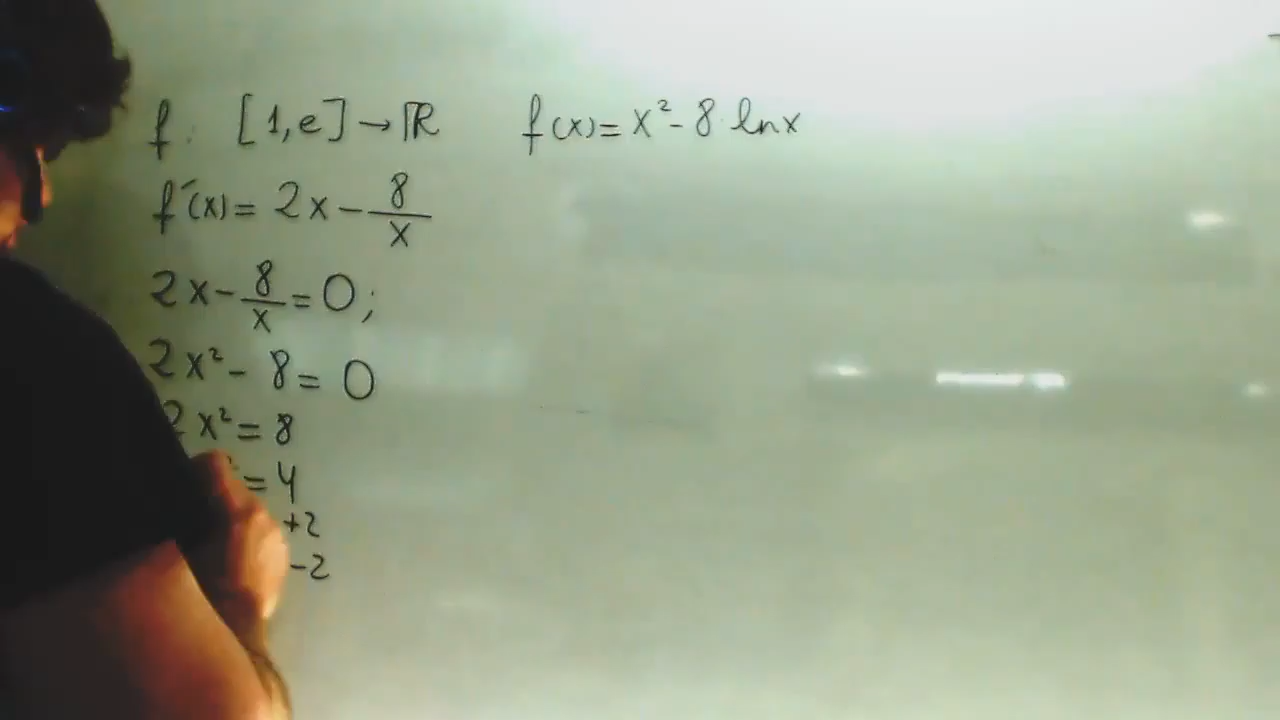 f: [1,e]→ℝ f(x)=x²-8·lnx
f´(x)=2x-8/x
2x-8/x=0;
2x²-8=0
2x²=8
=4
+2
-2